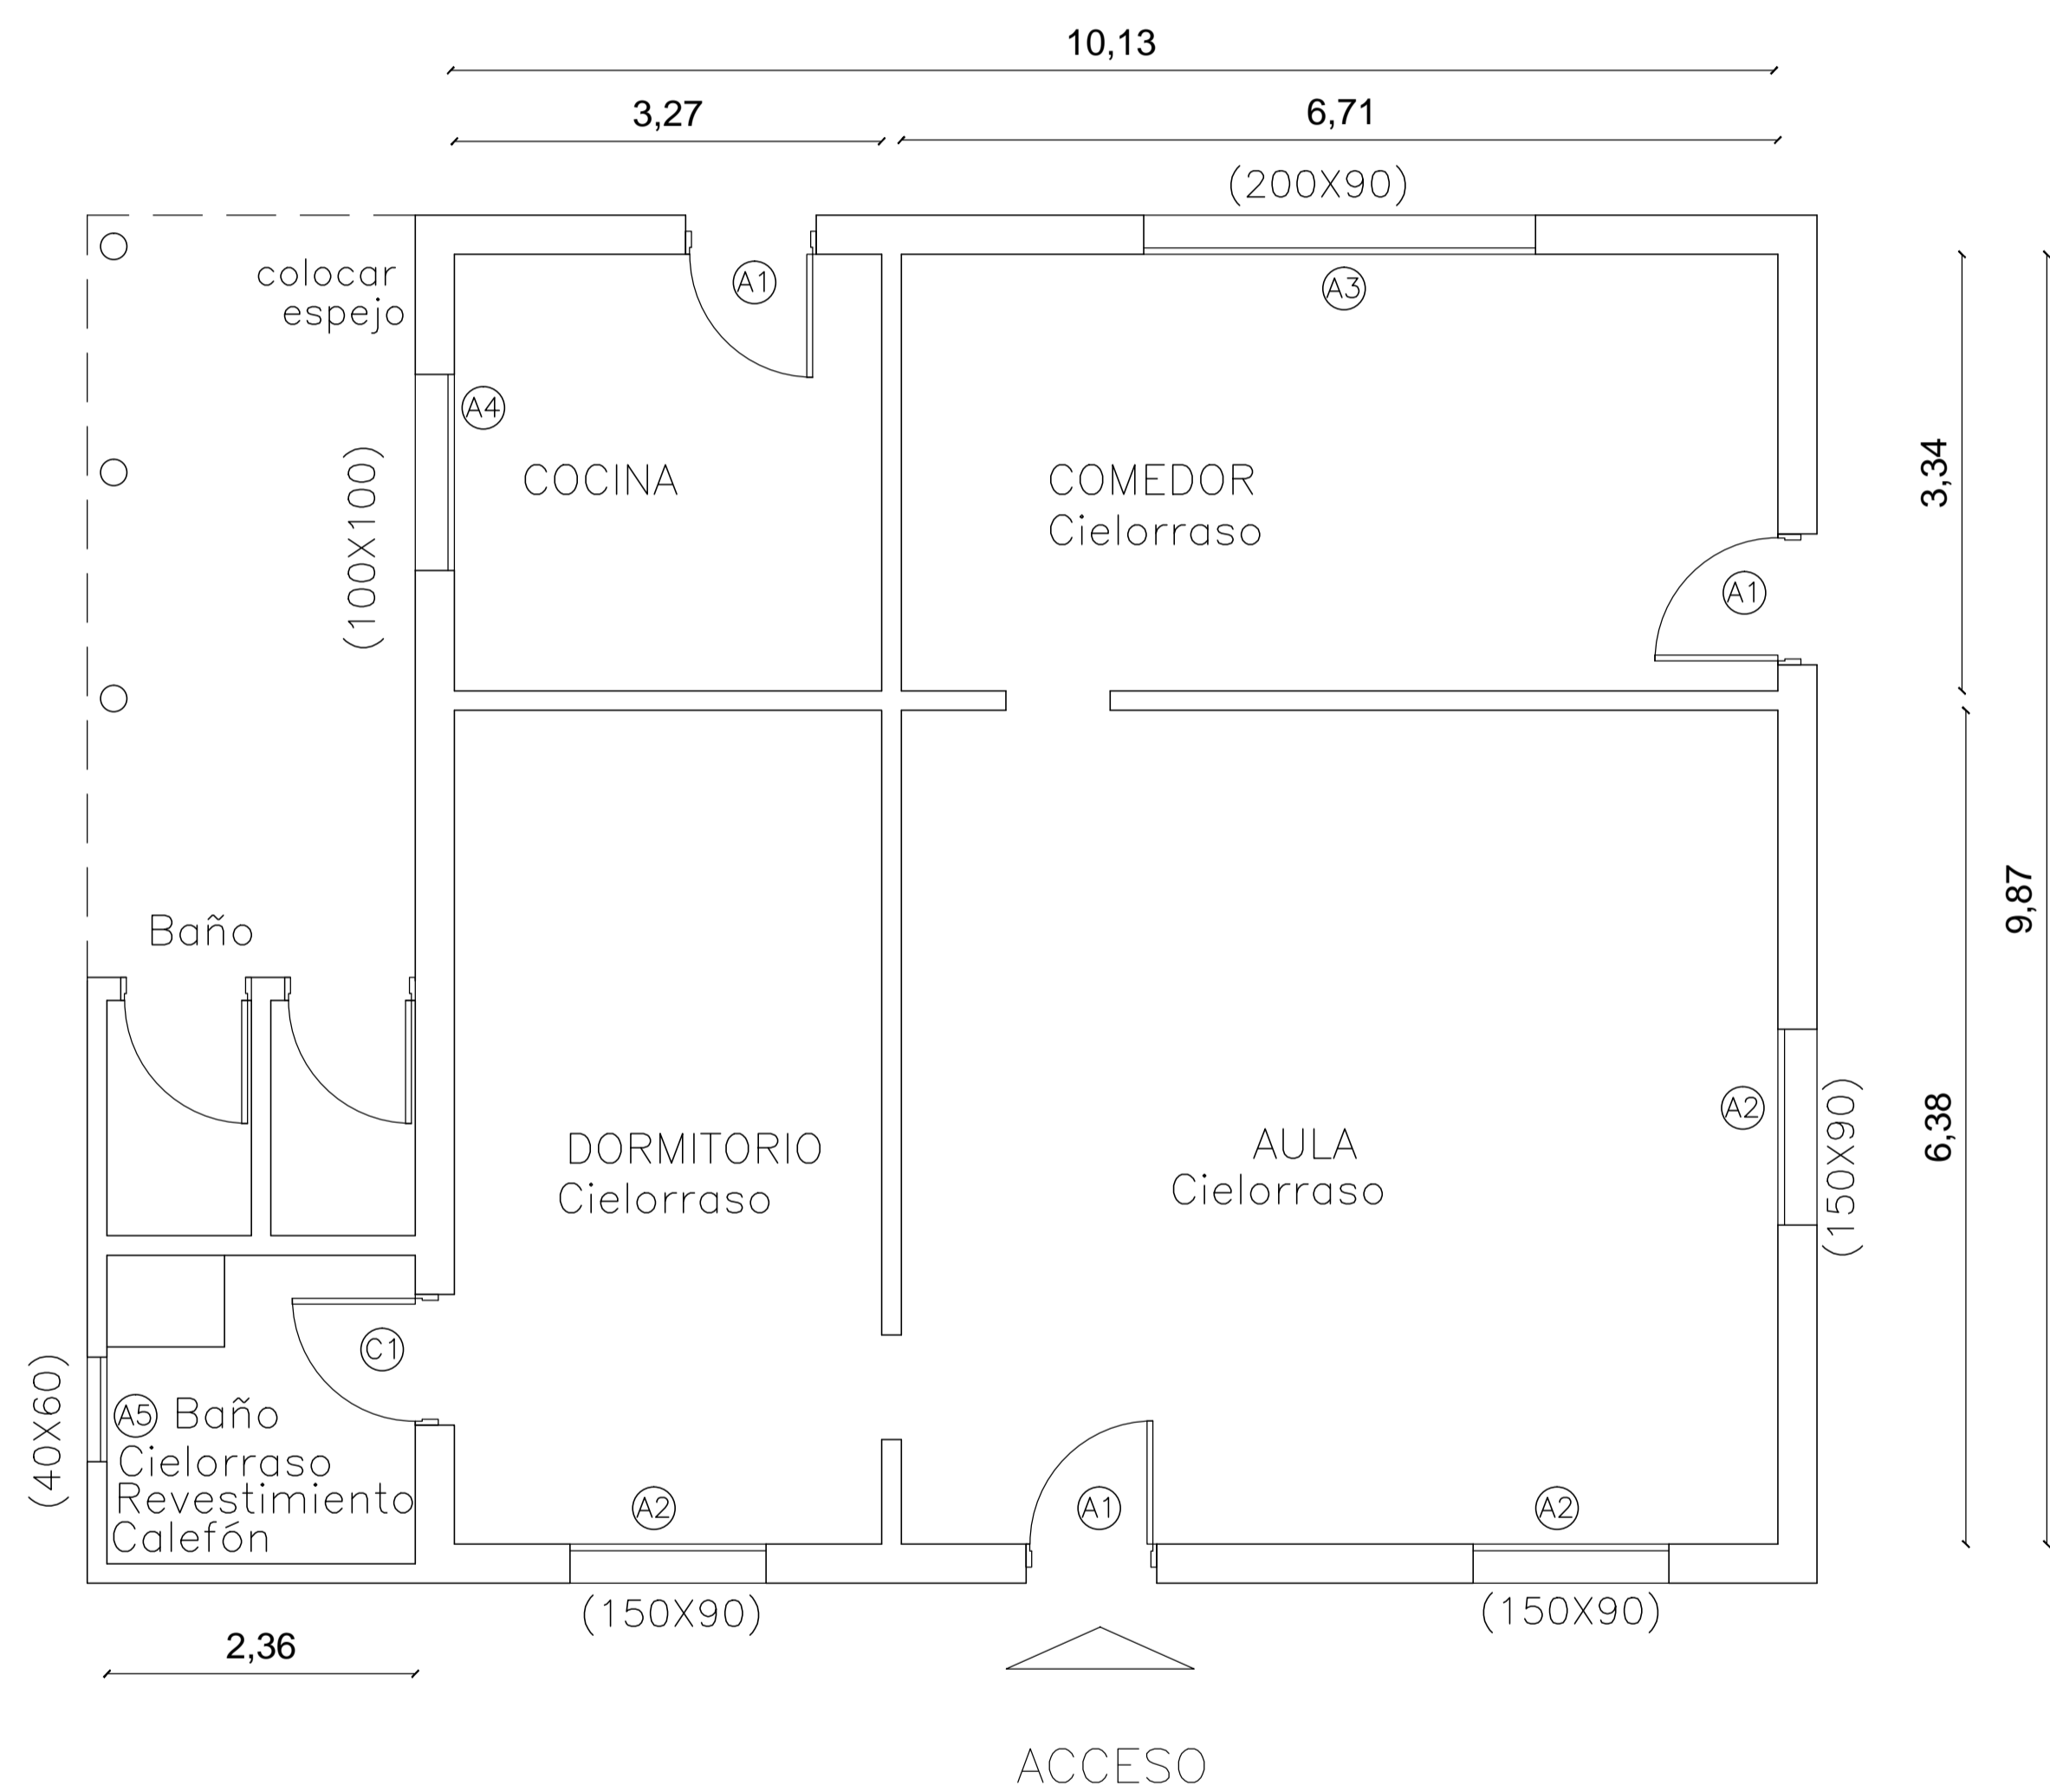 10,13
3,27
6,71
(200X90)
colocar
espejo
A1
A3
A4
(100X100)
COCINA
COMEDOR
Cielorraso
3,34
A1
9,87
Baño
DORMITORIO
Cielorraso
AULA
Cielorraso
A2
(150X90)
6,38
C1
(40X60)
A5 Baño
Cielorraso
Revestimiento
Calefón
A2
A1
A2
(150X90)
(150X90)
2,36
ACCESO